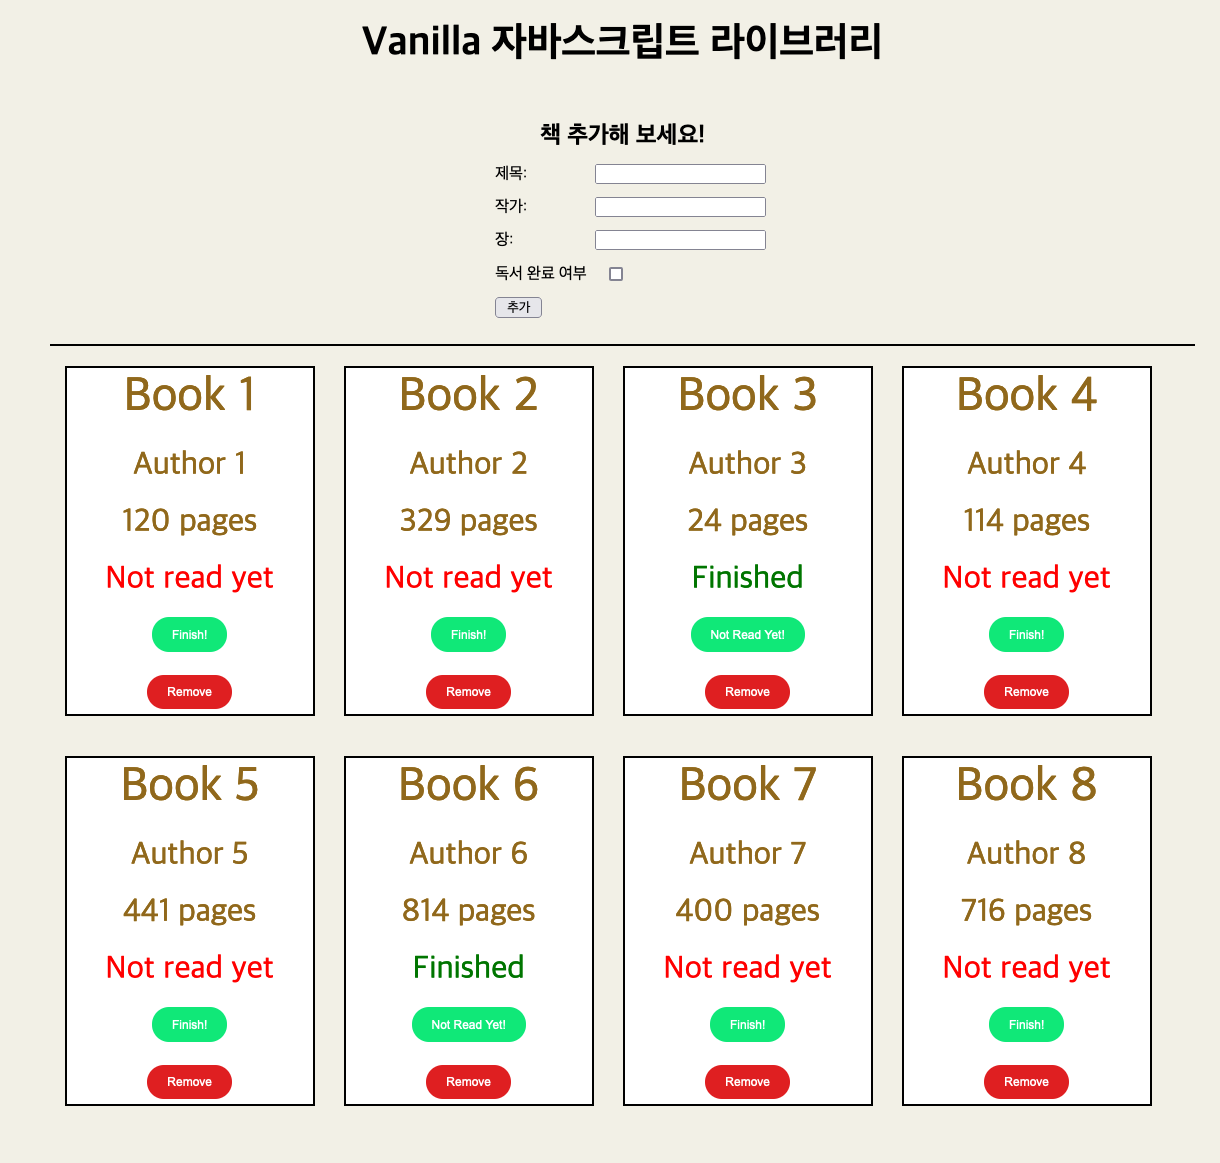 Vanilla 자바스크립트 라이브러리
책 추가해 보세요!
제목:
작가:
장:
독서 완료 여부
추가
Book 1
Author 1
120 pages
Not read yet
Finish!
Remove
Book 2
Author 2
329 pages
Not read yet
Finish!
Remove
Book 3
Author 3
24 pages
Finished
Not Read Yet!
Remove
Book 4
Author 4
114 pages
Not read yet
Finish!
Remove
Book 5
Author 5
441 pages
Not read yet
Finish!
Remove
Book 6
Author 6
814 pages
Finished
Not Read Yet!
Remove
Book 7
Author 7
400 pages
Not read yet
Finish!
Remove
Book 8
Author 8
716 pages
Not read yet
Finish!
Remove